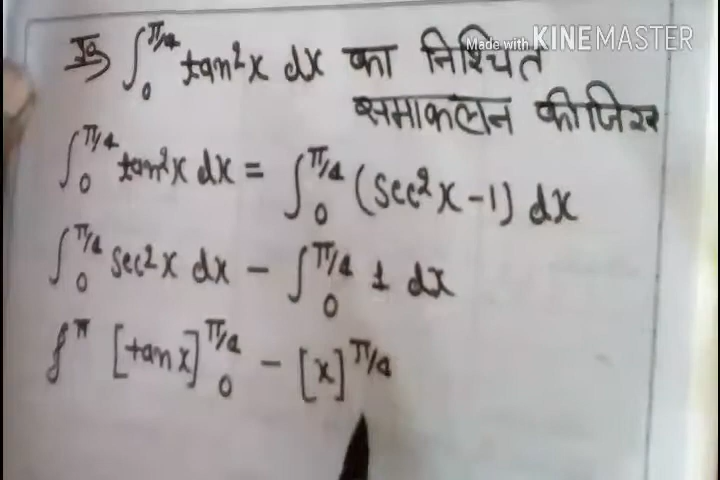 Made with KINEMASTER
Q) ∫₀^π/4 tan²x dx का निश्चित
समाकलन कीजिए
∫₀^π/4 tan²x dx = ∫₀^π/4 (sec²x-1) dx
∫₀^π/4 sec²x dx - ∫₀^π/4 1 dx
[tan x]₀^π/4 - [x]^π/4